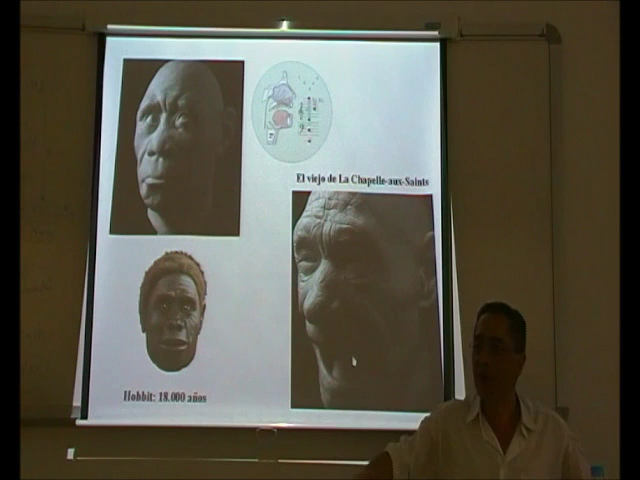 El viejo de La Chapelle-aux-Saints
Hobbit: 18.000 años